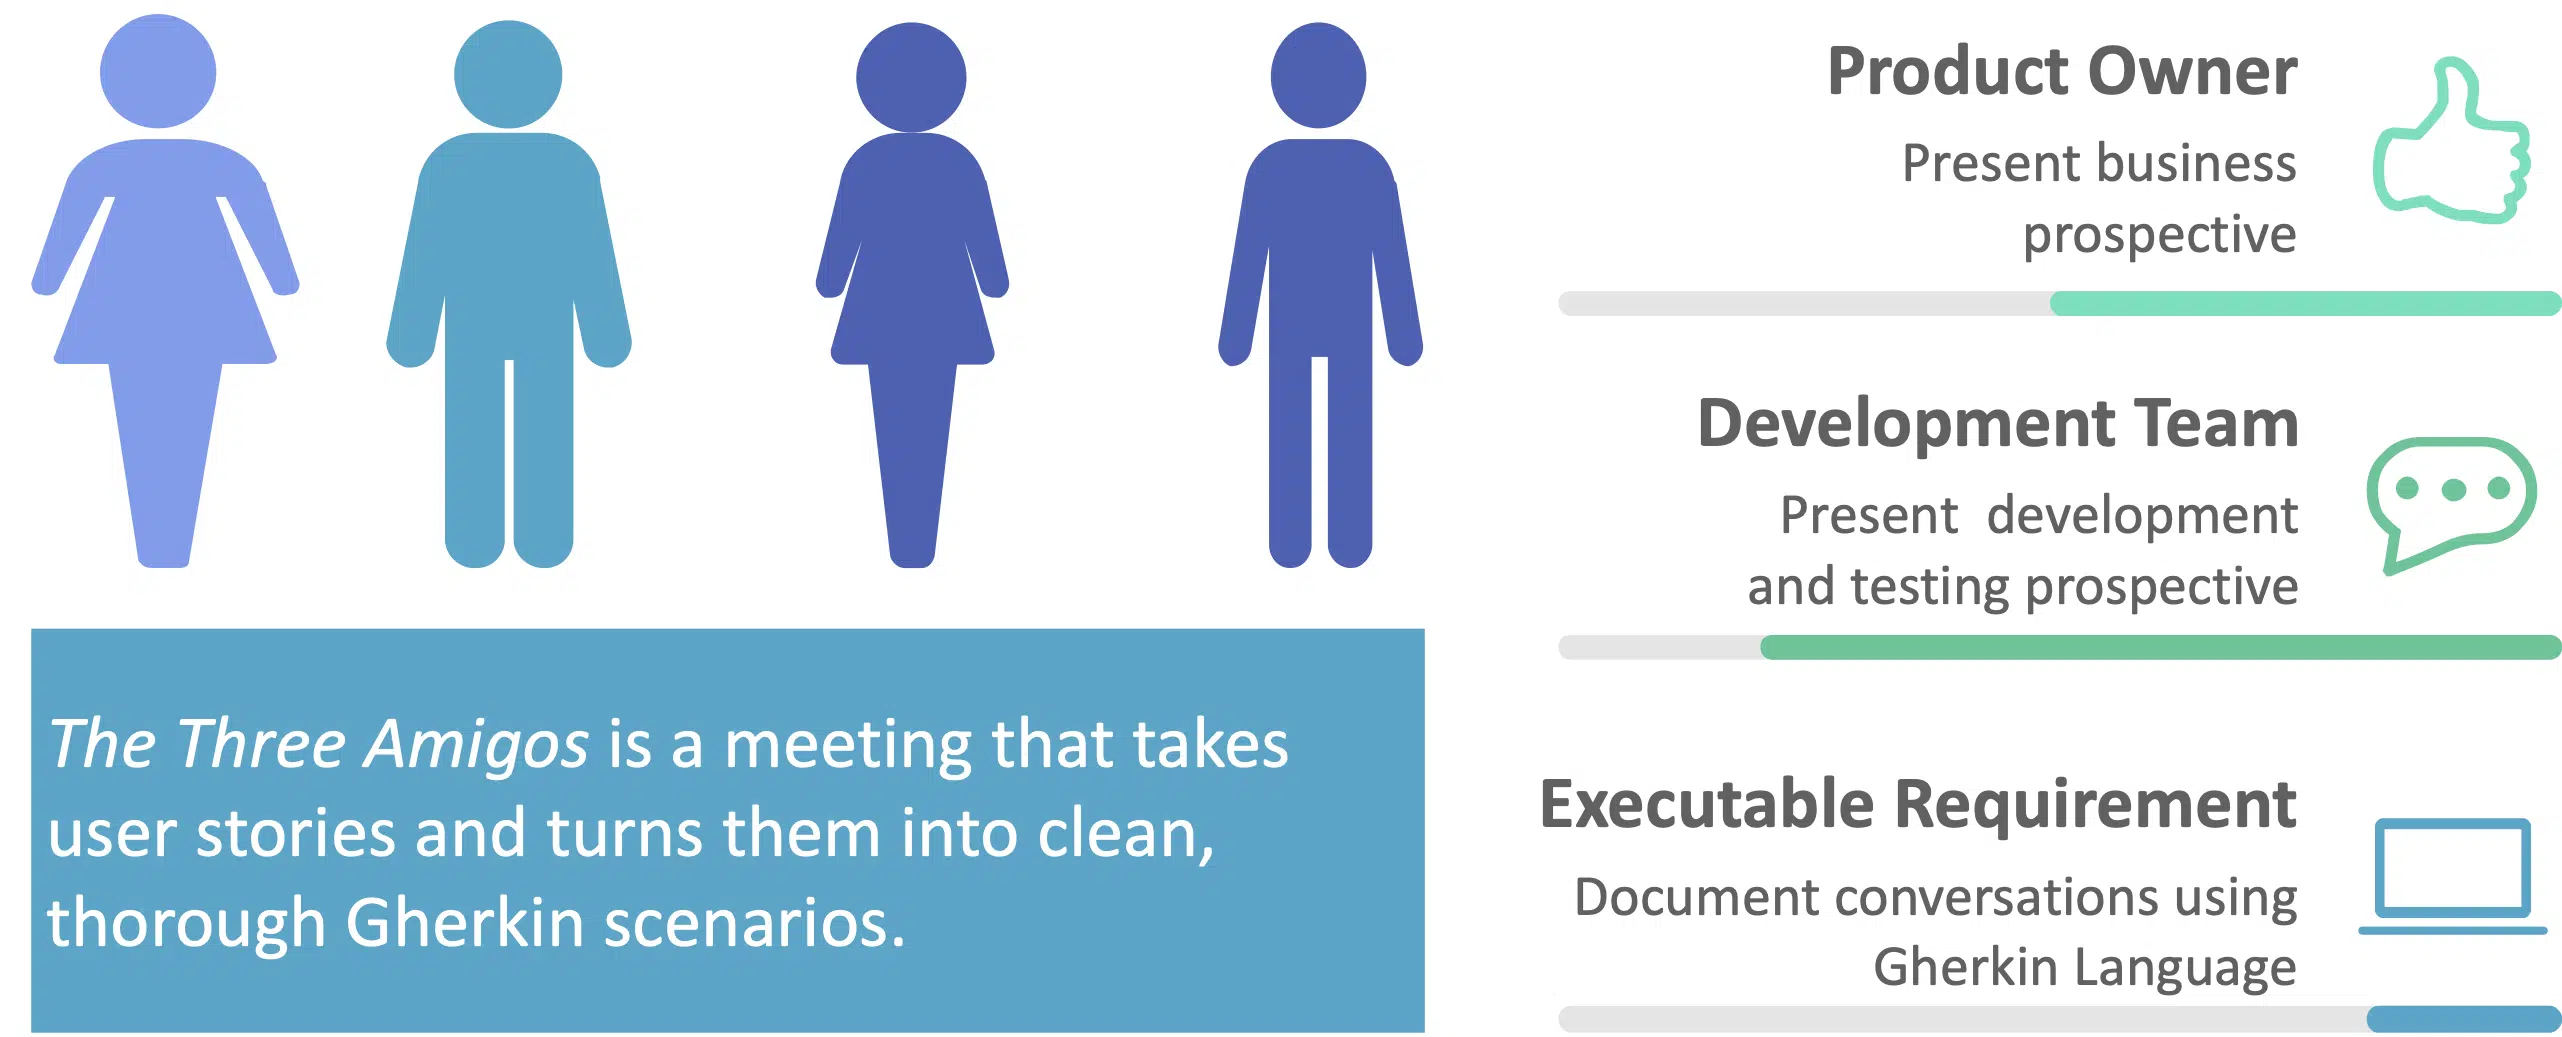 The Three Amigos is a meeting that takes
user stories and turns them into clean,
thorough Gherkin scenarios.
Product Owner
Present business
prospective
Development Team
Present  development
and testing prospective
Executable Requirement
Document conversations using
Gherkin Language